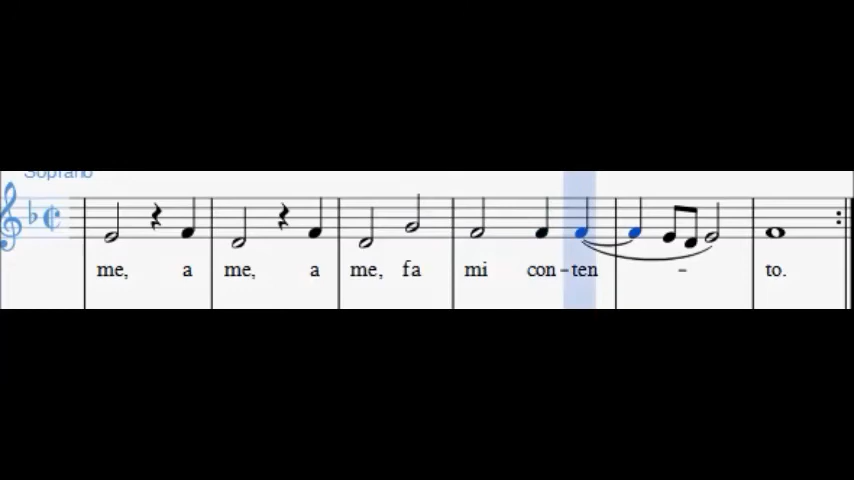 Soprano
me, a me, a me, fa mi con-ten - to.